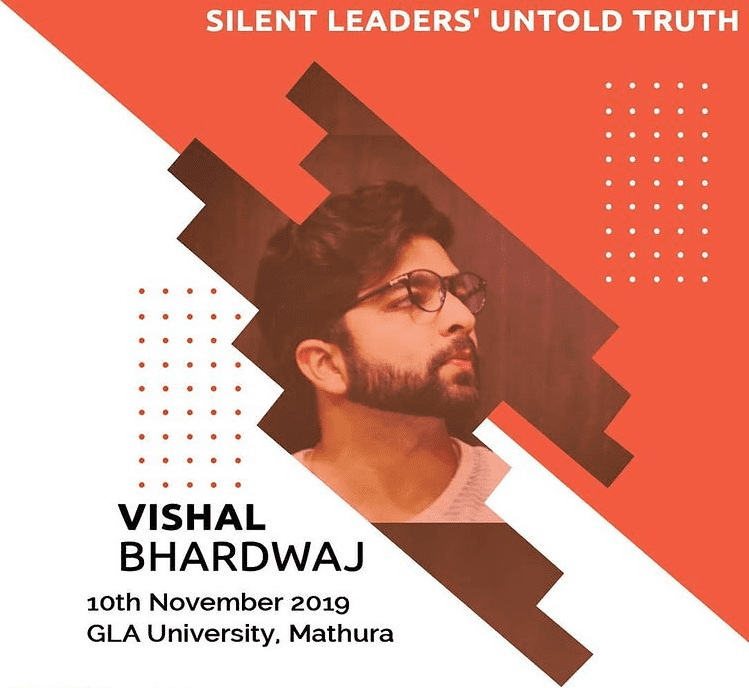 SILENT LEADERS' UNTOLD TRUTH
VISHAL
BHARDWAJ
10th November 2019
GLA University, Mathura